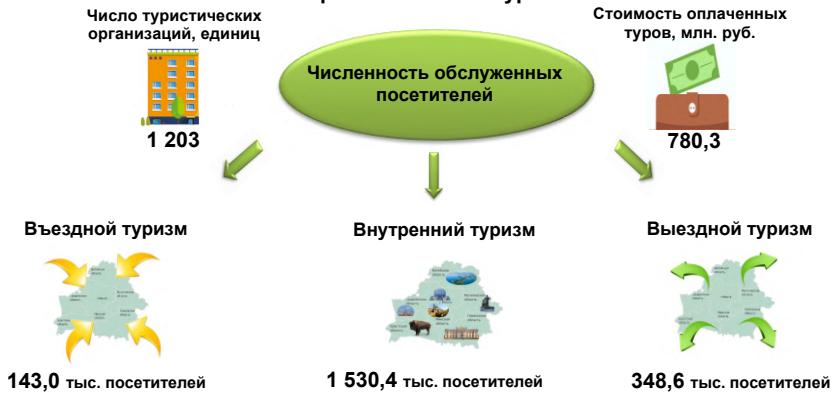 Число туристических
организаций, единиц
1 203
Стоимость оплаченных
туров, млн. руб.
780,3
Численность обслуженных
посетителей
Въездной туризм
Внутренний туризм
Выездной туризм
143,0 тыс. посетителей
1 530,4 тыс. посетителей
348,6 тыс. посетителей